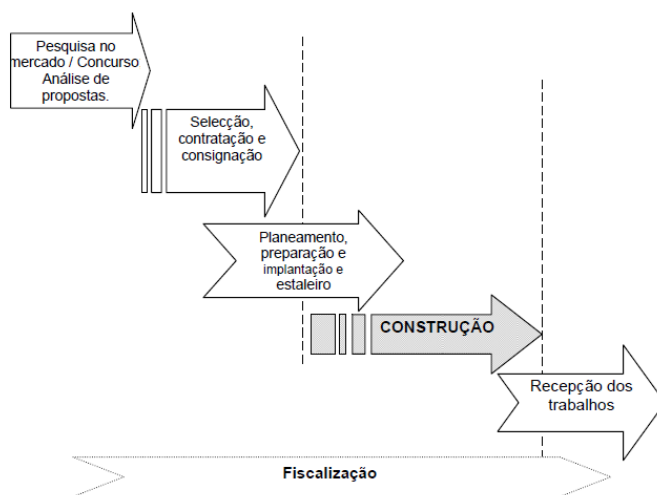 Pesquisa no
mercado / Concurso
Análise de
propostas.
Selecção,
contratação e
consignação
Planeamento,
preparação e
implantação e
estaleiro
CONSTRUÇÃO
Recepção dos
trabalhos
Fiscalização